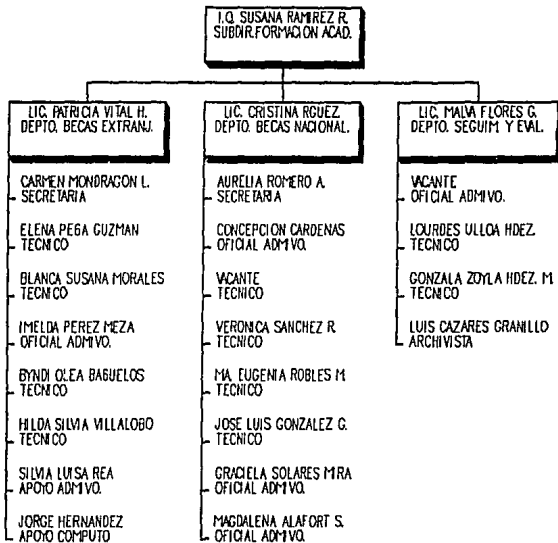 I.Q. SUSANA RAMIREZ R.
SUBDIR.FORMACION ACAD.
LIC. PATRICIA VITAL H.
DEPTO. BECAS EXTRANJ.
CARMEN MONDRAGON L.
SECRETARIA
ELENA PEGA GUZMAN
TECNICO
BLANCA SUSANA MORALES
TECNICO
IMELDA PEREZ MEZA
OFICIAL ADMVO.
BYNDI OLEA BAGUELOS
TECNICO
HILDA SILVIA VILLALOBO
TECNICO
SILVIA LUISA REA
APOYO ADMVO.
JORGE HERNANDEZ
APOYO COMPUTO
LIC. CRISTINA RGUEZ.
DEPTO. BECAS NACIONAL.
AURELIA ROMERO A.
SECRETARIA
CONCEPCION CARDENAS
OFICIAL ADMVO.
VACANTE
TECNICO
VERONICA SANCHEZ R.
TECNICO
MA. EUGENIA ROBLES M.
TECNICO
JOSE LUIS GONZALEZ G.
TECNICO
GRACIELA SOLARES MIRA
OFICIAL ADMVO.
MAGDALENA ALAFORT S.
OFICIAL ADMVO.
LIC. MALVA FLORES G.
DEPTO. SEGUIM. Y EVAL.
VACANTE
OFICIAL ADMIVO.
LOURDES ULLOA HDEZ.
TECNICO
GONZALA ZOYLA HDEZ. M.
TECNICO
LUIS CAZARES GRANILLO
ARCHIVISTA